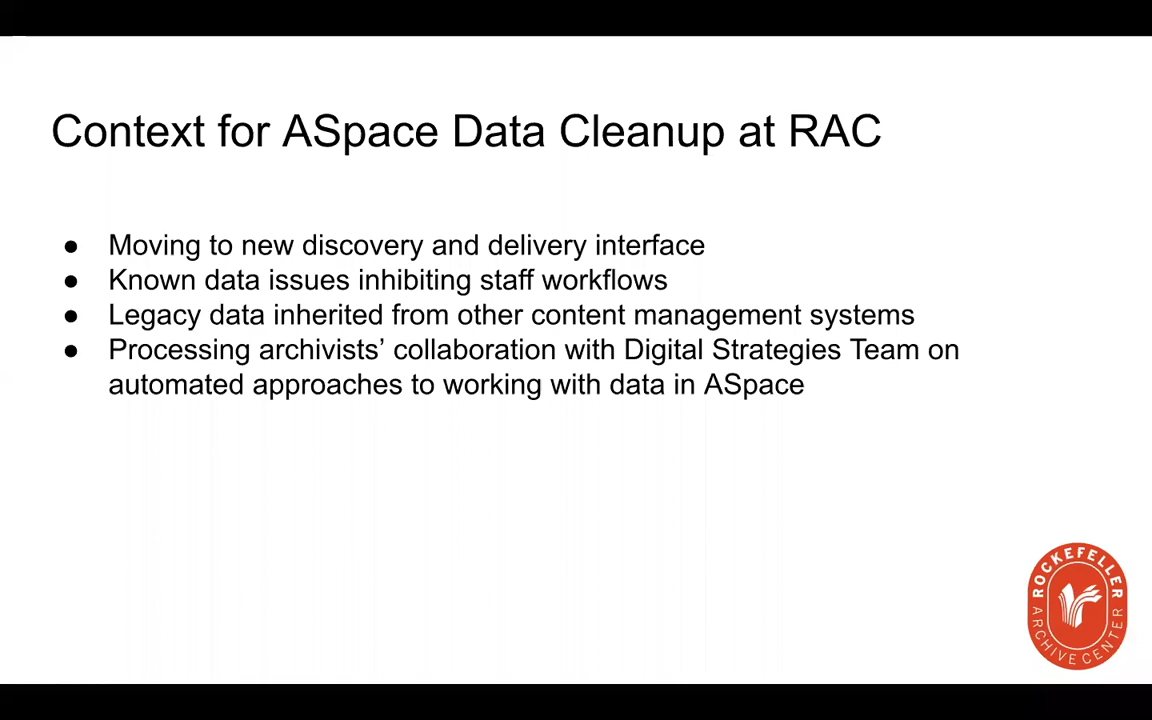 Context for ASpace Data Cleanup at RAC
● Moving to new discovery and delivery interface
● Known data issues inhibiting staff workflows
● Legacy data inherited from other content management systems
● Processing archivists’ collaboration with Digital Strategies Team on
automated approaches to working with data in ASpace
ROCKEFELLER
ARCHIVE CENTER